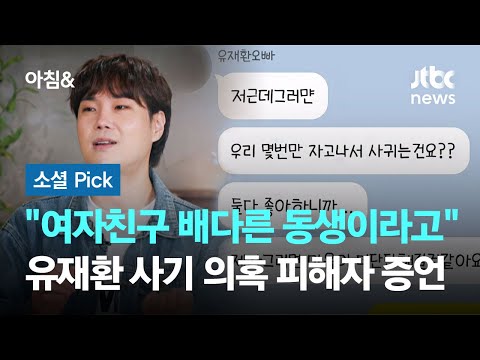 아침&
jtbc
news
유재환오빠
저근데그러먄
우리 몇번만 자고나서 사귀는건요??
둘다 좋아하니까
소셜 Pick
"여자친구 배다른 동생이라고"
유재환 사기 의혹 피해자 증언